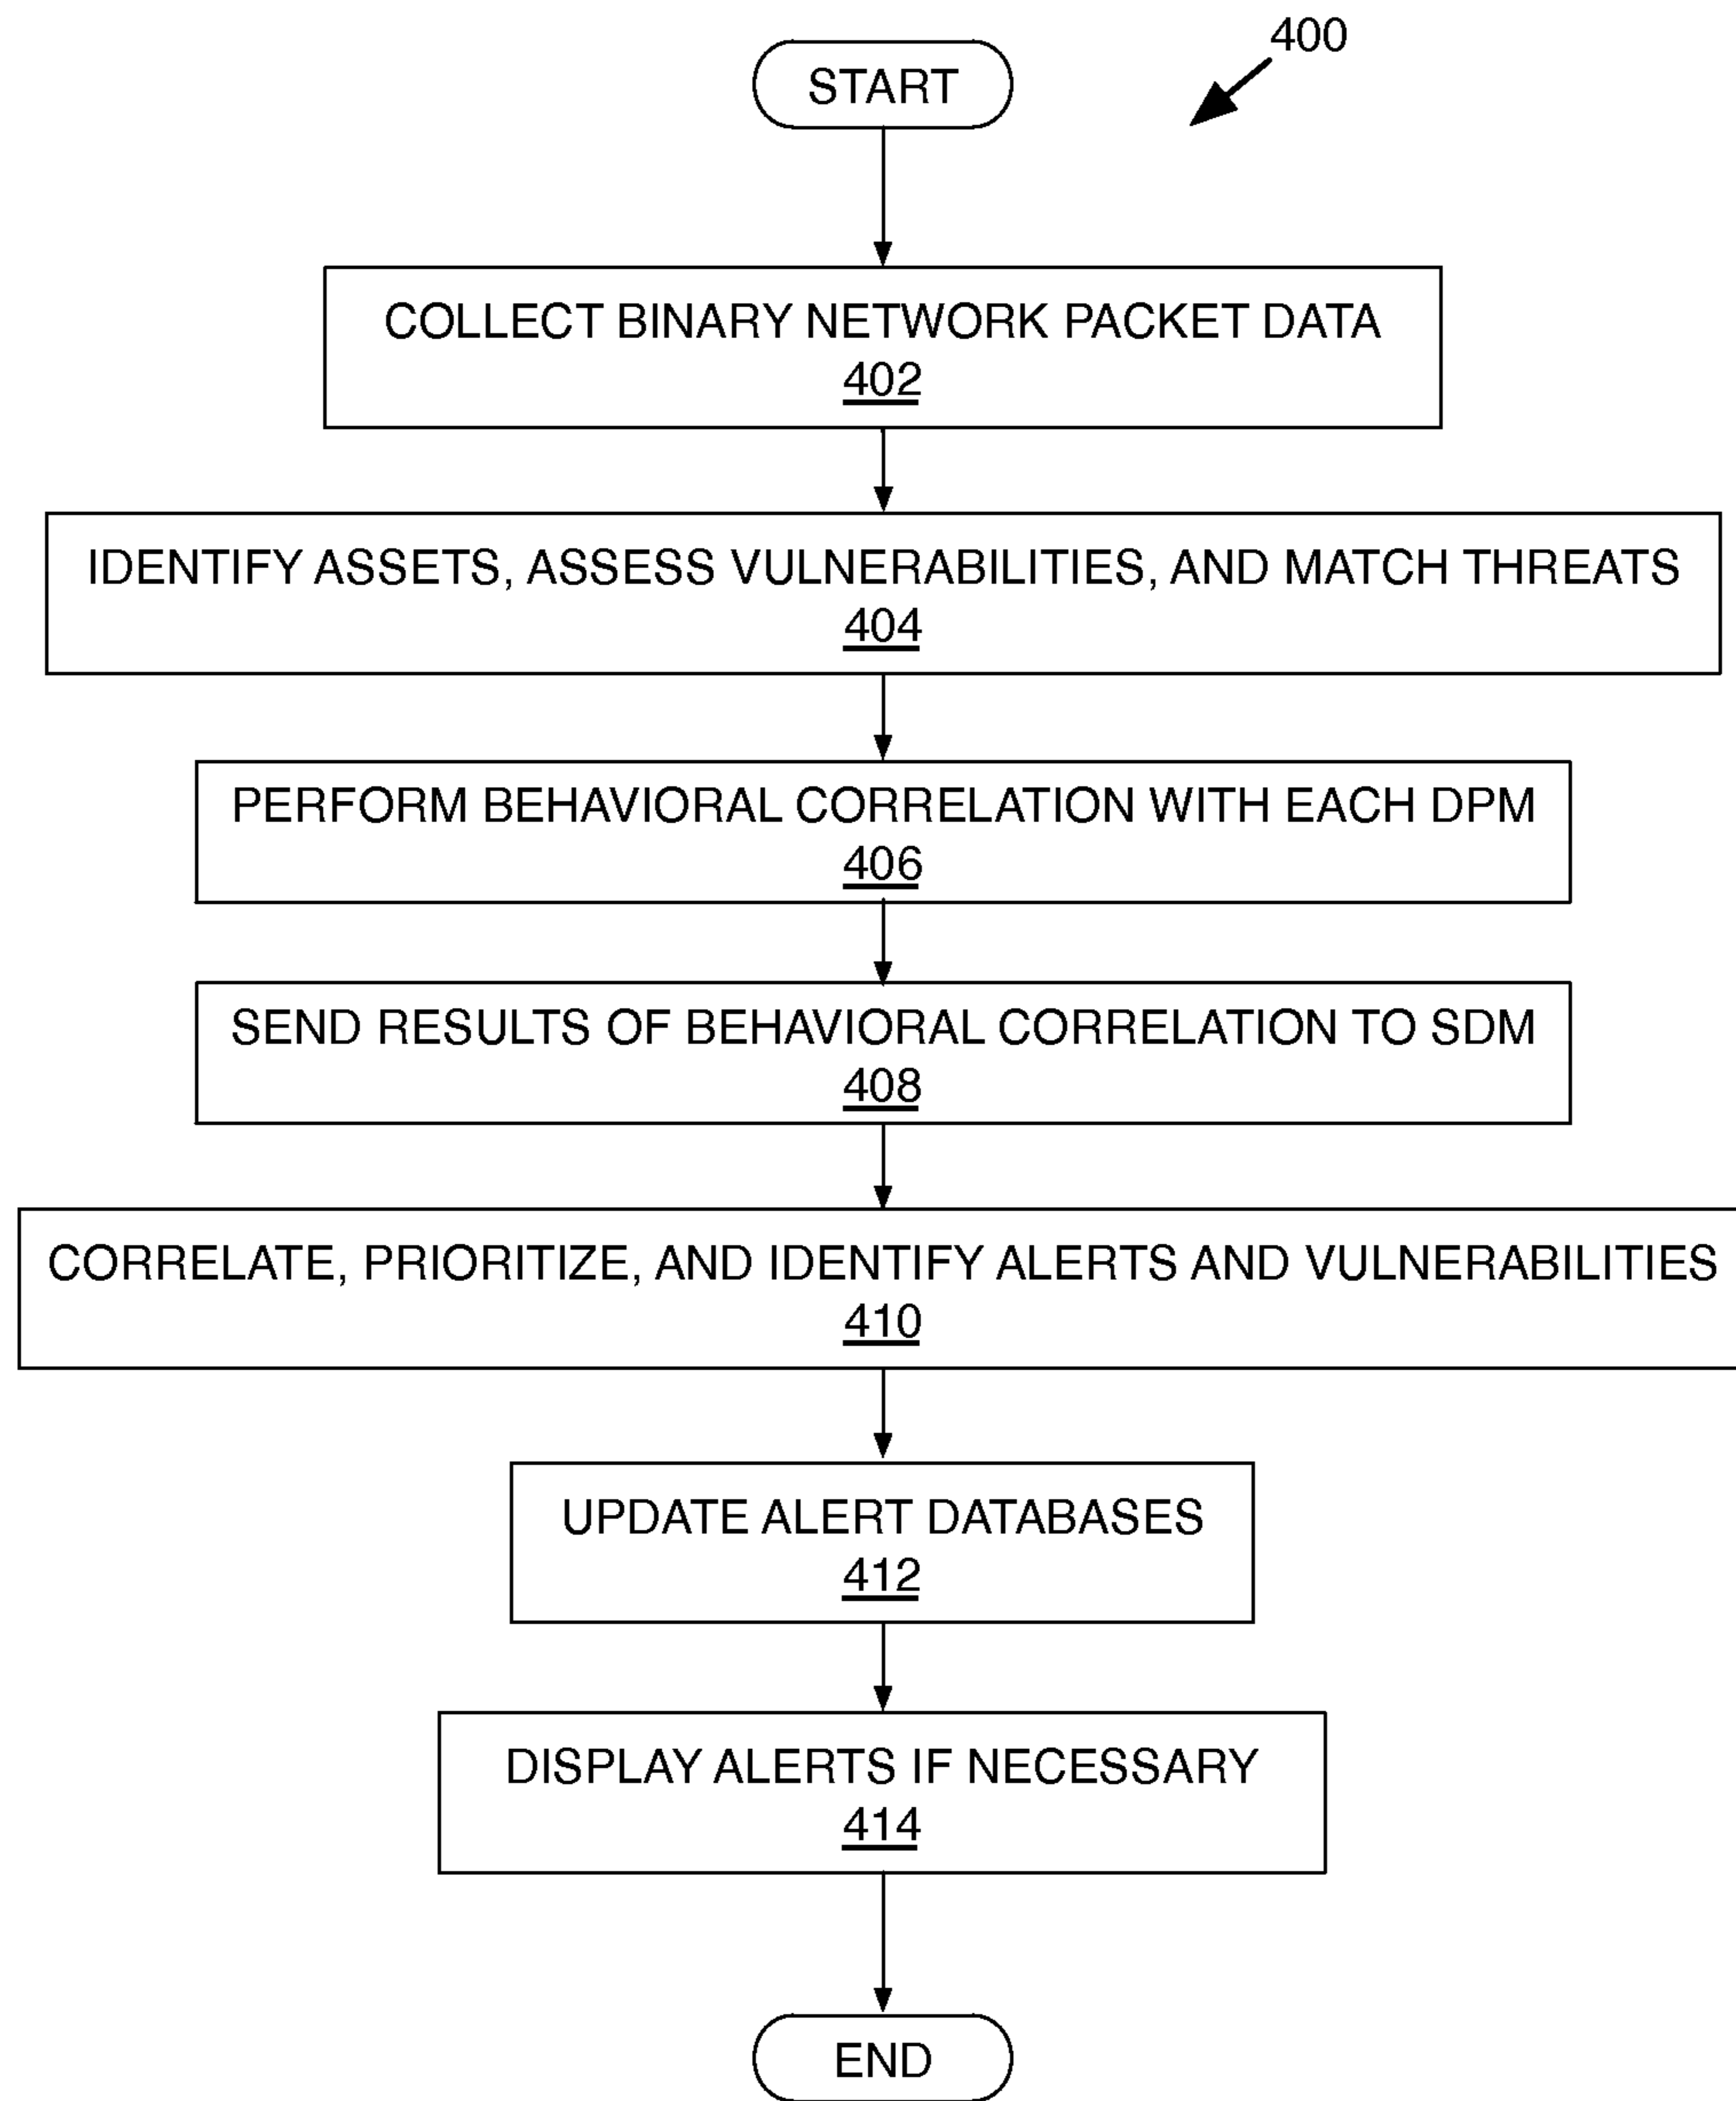 400
START
COLLECT BINARY NETWORK PACKET DATA
402
IDENTIFY ASSETS, ASSESS VULNERABILITIES, AND MATCH THREATS
404
PERFORM BEHAVIORAL CORRELATION WITH EACH DPM
406
SEND RESULTS OF BEHAVIORAL CORRELATION TO SDM
408
CORRELATE, PRIORITIZE, AND IDENTIFY ALERTS AND VULNERABILITIES
410
UPDATE ALERT DATABASES
412
DISPLAY ALERTS IF NECESSARY
414
END